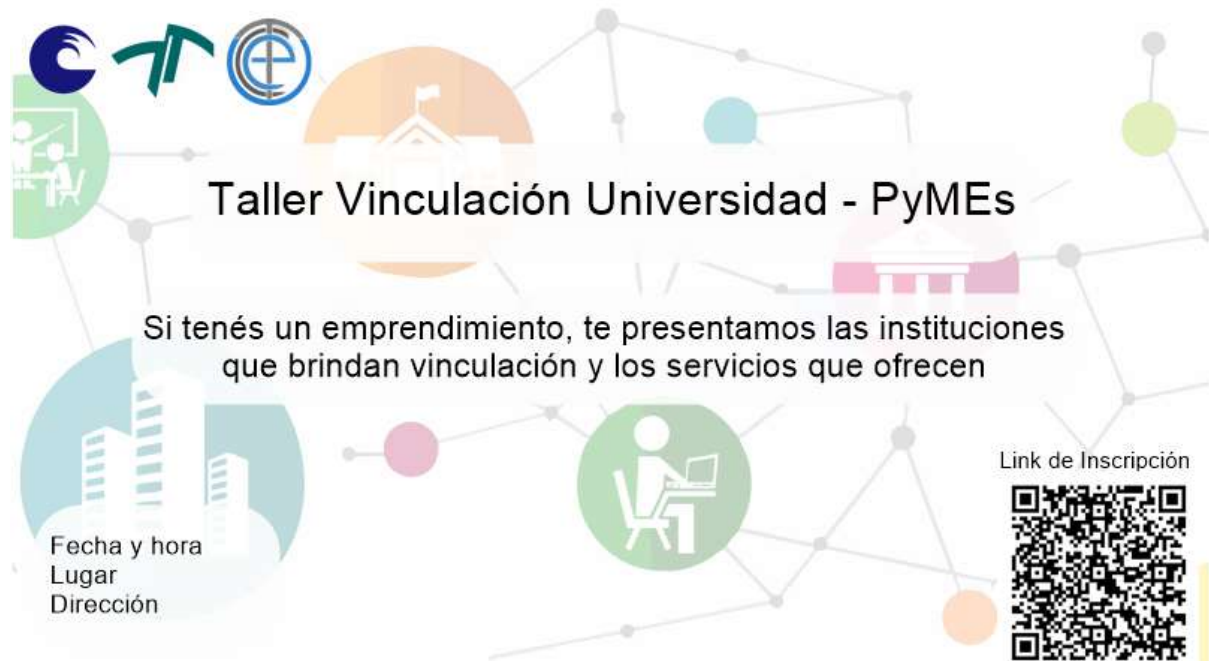 Taller Vinculación Universidad - PyMEs
Si tenés un emprendimiento, te presentamos las instituciones
que brindan vinculación y los servicios que ofrecen
Link de Inscripción
Fecha y hora
Lugar
Dirección